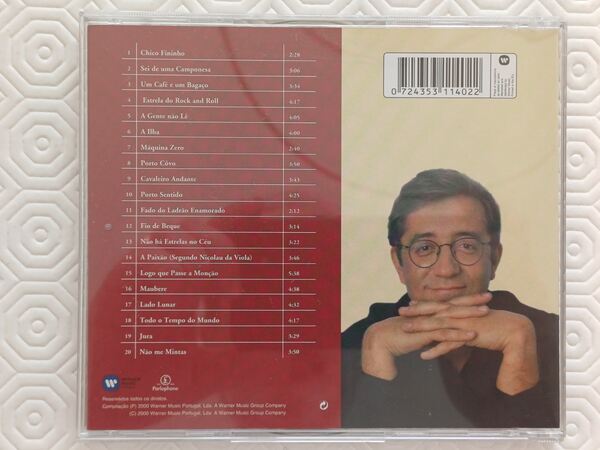 1 Chico Fininho 2:28
2 Sei de uma Camponesa 3:06
3 Um Café e um Bagaço 3:34
4 Estrela do Rock and Roll 4:17
5 A Gente não Lê 4:05
6 A Ilha 5:00
7 Máquina Zero 2:40
8 Porto Côvo 3:50
9 Cavaleiro Andante 3:43
10 Porto Sentido 4:25
11 Fado do Ladrão Enamorado 2:12
12 Fio de Beque 3:14
13 Não há Estrelas no Céu 3:22
14 A Paixão (Segundo Nicolau da Viola) 3:46
15 Logo que Passe a Monção 5:38
16 Maubere 4:38
17 Lado Lunar 4:32
18 Todo o Tempo do Mundo 4:17
19 Jura 3:29
20 Não me Mintas 3:50
0 724353 114022
Parlophone
Reservados todos os direitos.
Compilação (P) 2000 Warner Music Portugal, Lda. A Warner Music Group Company
(C) 2000 Warner Music Portugal, Lda. A Warner Music Group Company